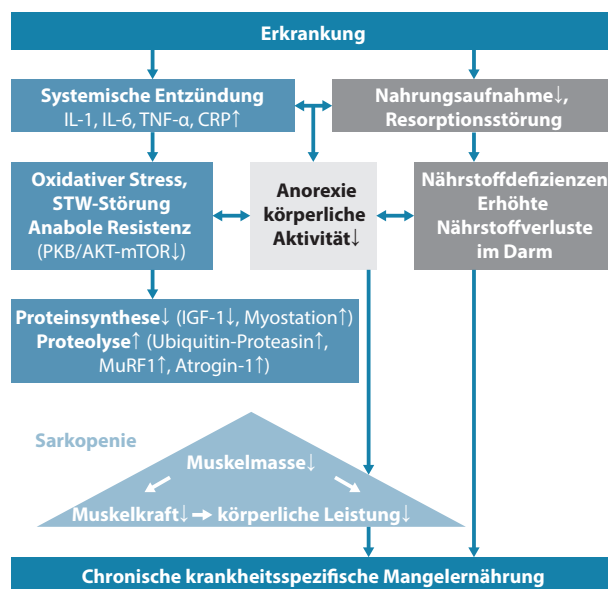 Erkrankung
Systemische Entzündung
IL-1, IL-6, TNF-α, CRP↑
Nahrungsaufnahme↓,
Resorptionsstörung
Oxidativer Stress,
STW-Störung
Anabole Resistenz
(PKB/AKT-mTOR↓)
Anorexie
körperliche
Aktivität↓
Nährstoffdefizienzen
Erhöhte
Nährstoffverluste
im Darm
Proteinsynthese↓ (IGF-1↓, Myostation↑)
Proteolyse↑ (Ubiquitin-Proteasin↑,
MuRF1↑, Atrogin-1↑)
Sarkopenie
Muskelmasse↓
Muskelkraft↓ → körperliche Leistung↓
Chronische krankheitsspezifische Mangelernährung